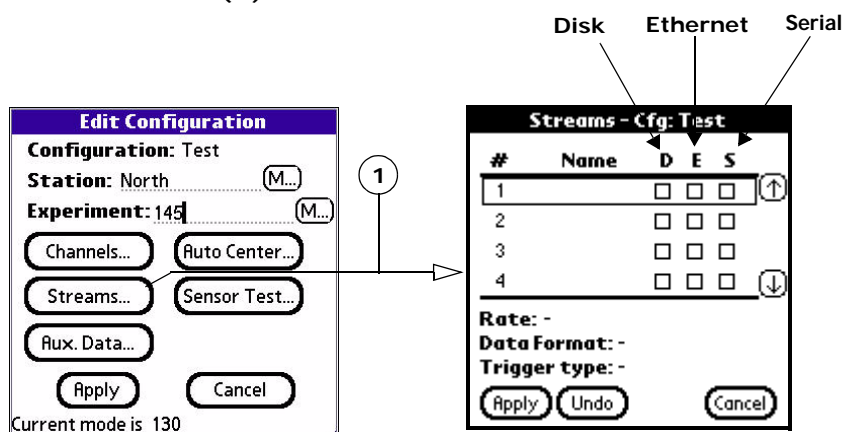 Disk Ethernet Serial
Edit Configuration
Configuration: Test
Station: North (M...)
Experiment: 145 (M...)
Channels... Auto Center...
Streams... Sensor Test...
Aux. Data...
Apply Cancel
Current mode is 130
1
Streams - Cfg: Test
# Name D E S
1
2
3
4
Rate: -
Data Format: -
Trigger type: -
Apply Undo Cancel